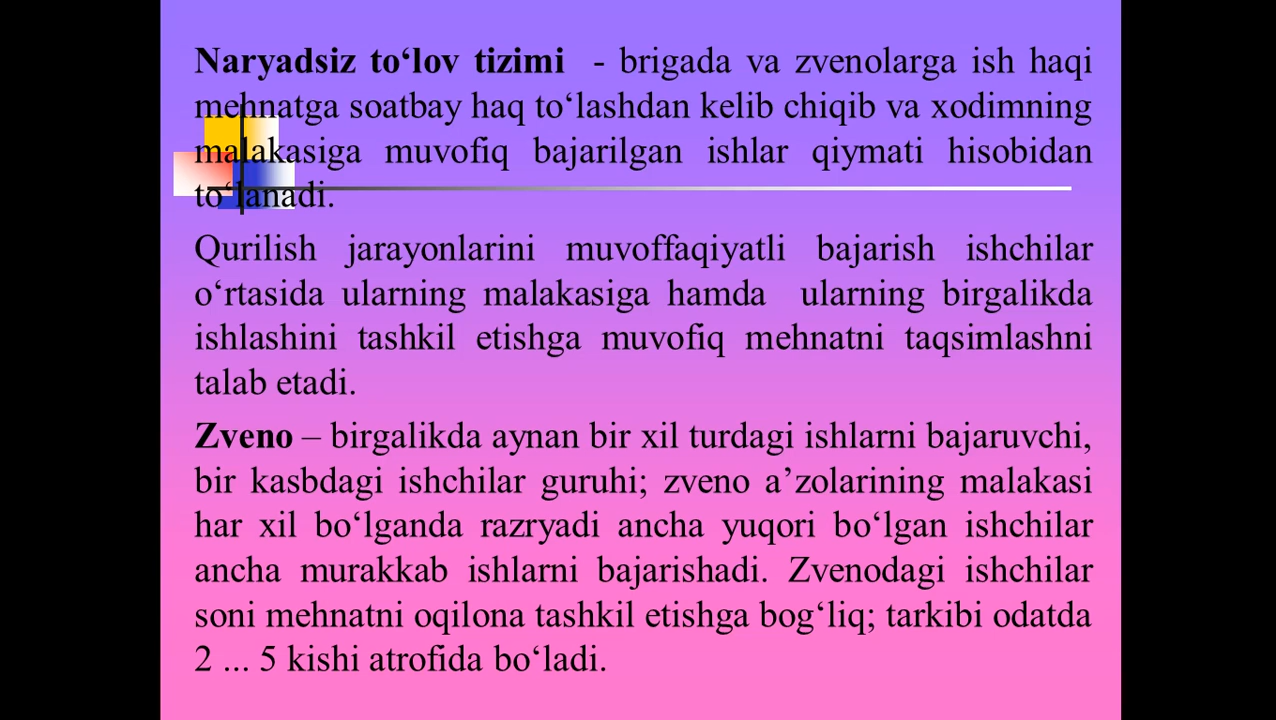 Naryadsiz to‘lov tizimi - brigada va zvenolarga ish haqi
mehnatga soatbay haq to‘lashdan kelib chiqib va xodimning
malakasiga muvofiq bajarilgan ishlar qiymati hisobidan
to‘lanadi.
Qurilish jarayonlarini muvoffaqiyatli bajarish ishchilar
o‘rtasida ularning malakasiga hamda ularning birgalikda
ishlashini tashkil etishga muvofiq mehnatni taqsimlashni
talab etadi.
Zveno – birgalikda aynan bir xil turdagi ishlarni bajaruvchi,
bir kasbdagi ishchilar guruhi; zveno a’zolarining malakasi
har xil bo‘lganda razryadi ancha yuqori bo‘lgan ishchilar
ancha murakkab ishlarni bajarishadi. Zvenodagi ishchilar
soni mehnatni oqilona tashkil etishga bog‘liq; tarkibi odatda
2 ... 5 kishi atrofida bo‘ladi.